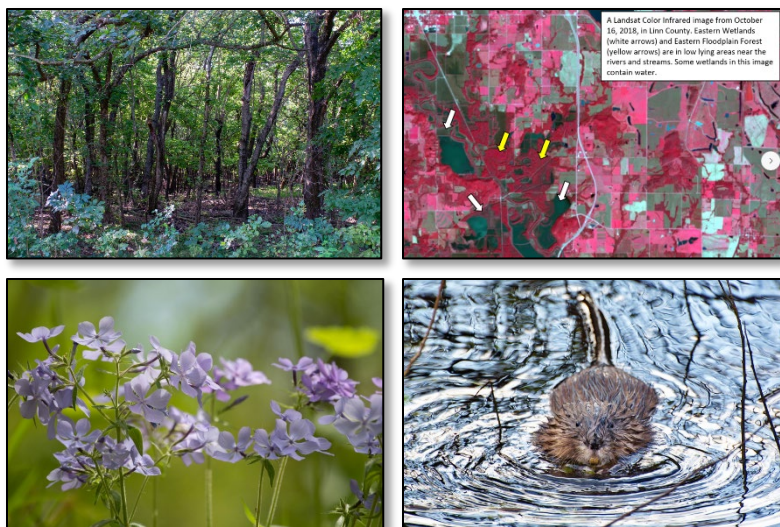 A Landsat Color Infrared image from October
16, 2018, in Linn County. Eastern Wetlands
(white arrows) and Eastern Floodplain Forest
(yellow arrows) are in low lying areas near the
rivers and streams. Some wetlands in this image
contain water.